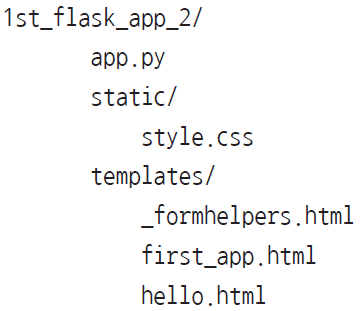 1st_flask_app_2/
app.py
static/
style.css
templates/
_formhelpers.html
first_app.html
hello.html